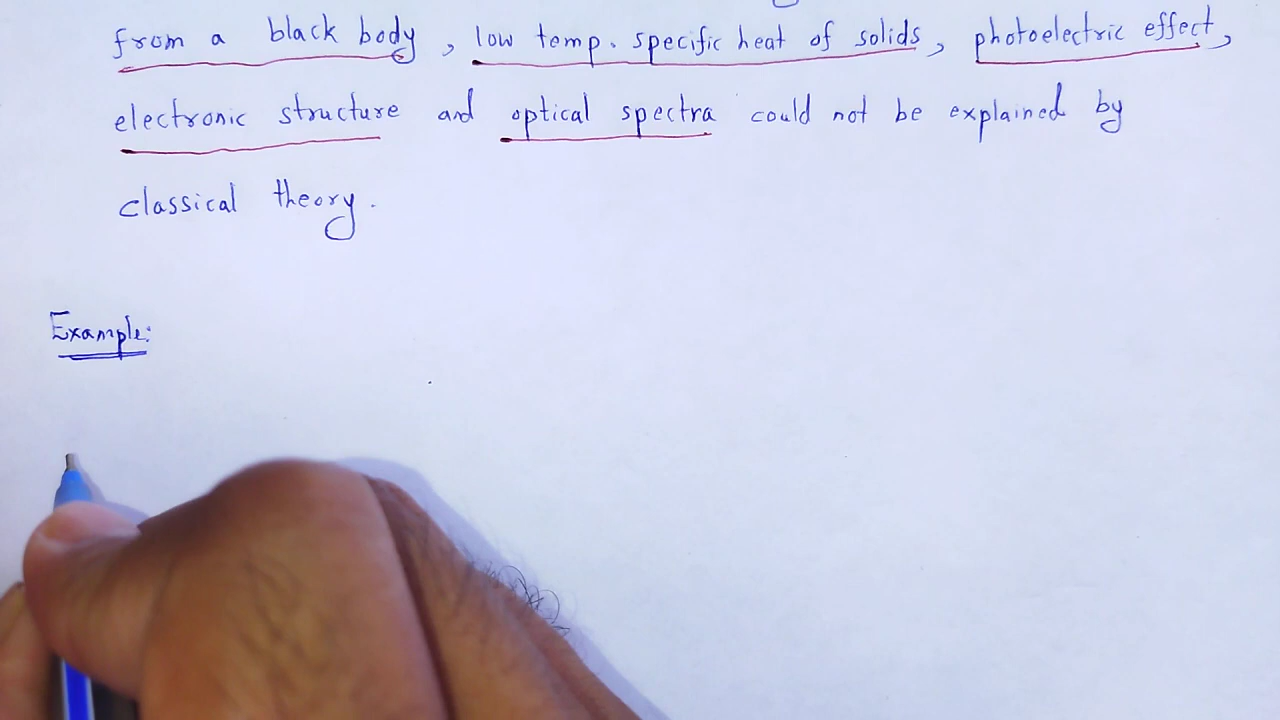 from a black body, low temp. specific heat of solids, photoelectric effect,
electronic structure and optical spectra could not be explained by
classical theory.
Example: